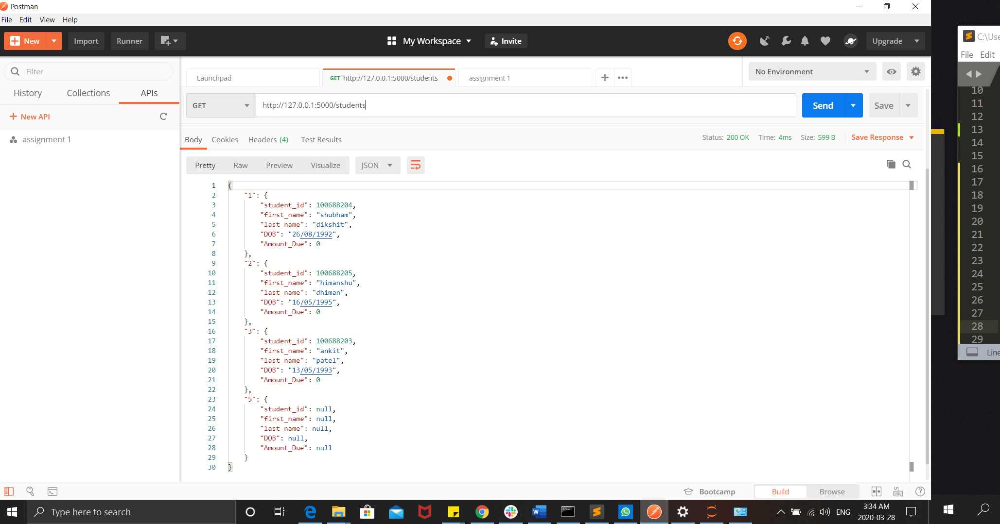 Postman
File Edit View Help
New Import Runner My Workspace Invite Upgrade
C:\Use
File Edit
Filter
Launchpad GET http://127.0.0.1:5000/students assignment 1 No Environment
History Collections APIs
GET http://127.0.0.1:5000/students Send Save
New API
Body Cookies Headers (4) Test Results Status: 200 OK Time: 4ms Size: 599 B Save Response
assignment 1
Pretty Raw Preview Visualize JSON
1 {
2 "1": {
3 "student_id": 100688204,
4 "first_name": "shubham",
5 "last_name": "dikshit",
6 "DOB": "26/08/1992",
7 "Amount_Due": 0
8 },
9 "2": {
10 "student_id": 100688205,
11 "first_name": "himanshu",
12 "last_name": "dhiman",
13 "DOB": "16/05/1995",
14 "Amount_Due": 0
15 },
16 "3": {
17 "student_id": 100688203,
18 "first_name": "ankit",
19 "last_name": "patel",
20 "DOB": "13/05/1993",
21 "Amount_Due": 0
22 },
23 "5": {
24 "student_id": null,
25 "first_name": null,
26 "last_name": null,
27 "DOB": null,
28 "Amount_Due": null
29 }
30 }
10
11
12
13
14
15
16
17
18
19
20
21
22
23
24
25
26
27
28
29
Line
Bootcamp Build Browse
Type here to search
ENG
3:34 AM
2020-03-28